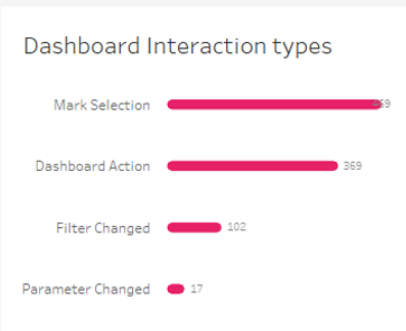 Dashboard Interaction types
Mark Selection
Dashboard Action 369
Filter Changed 102
Parameter Changed 17